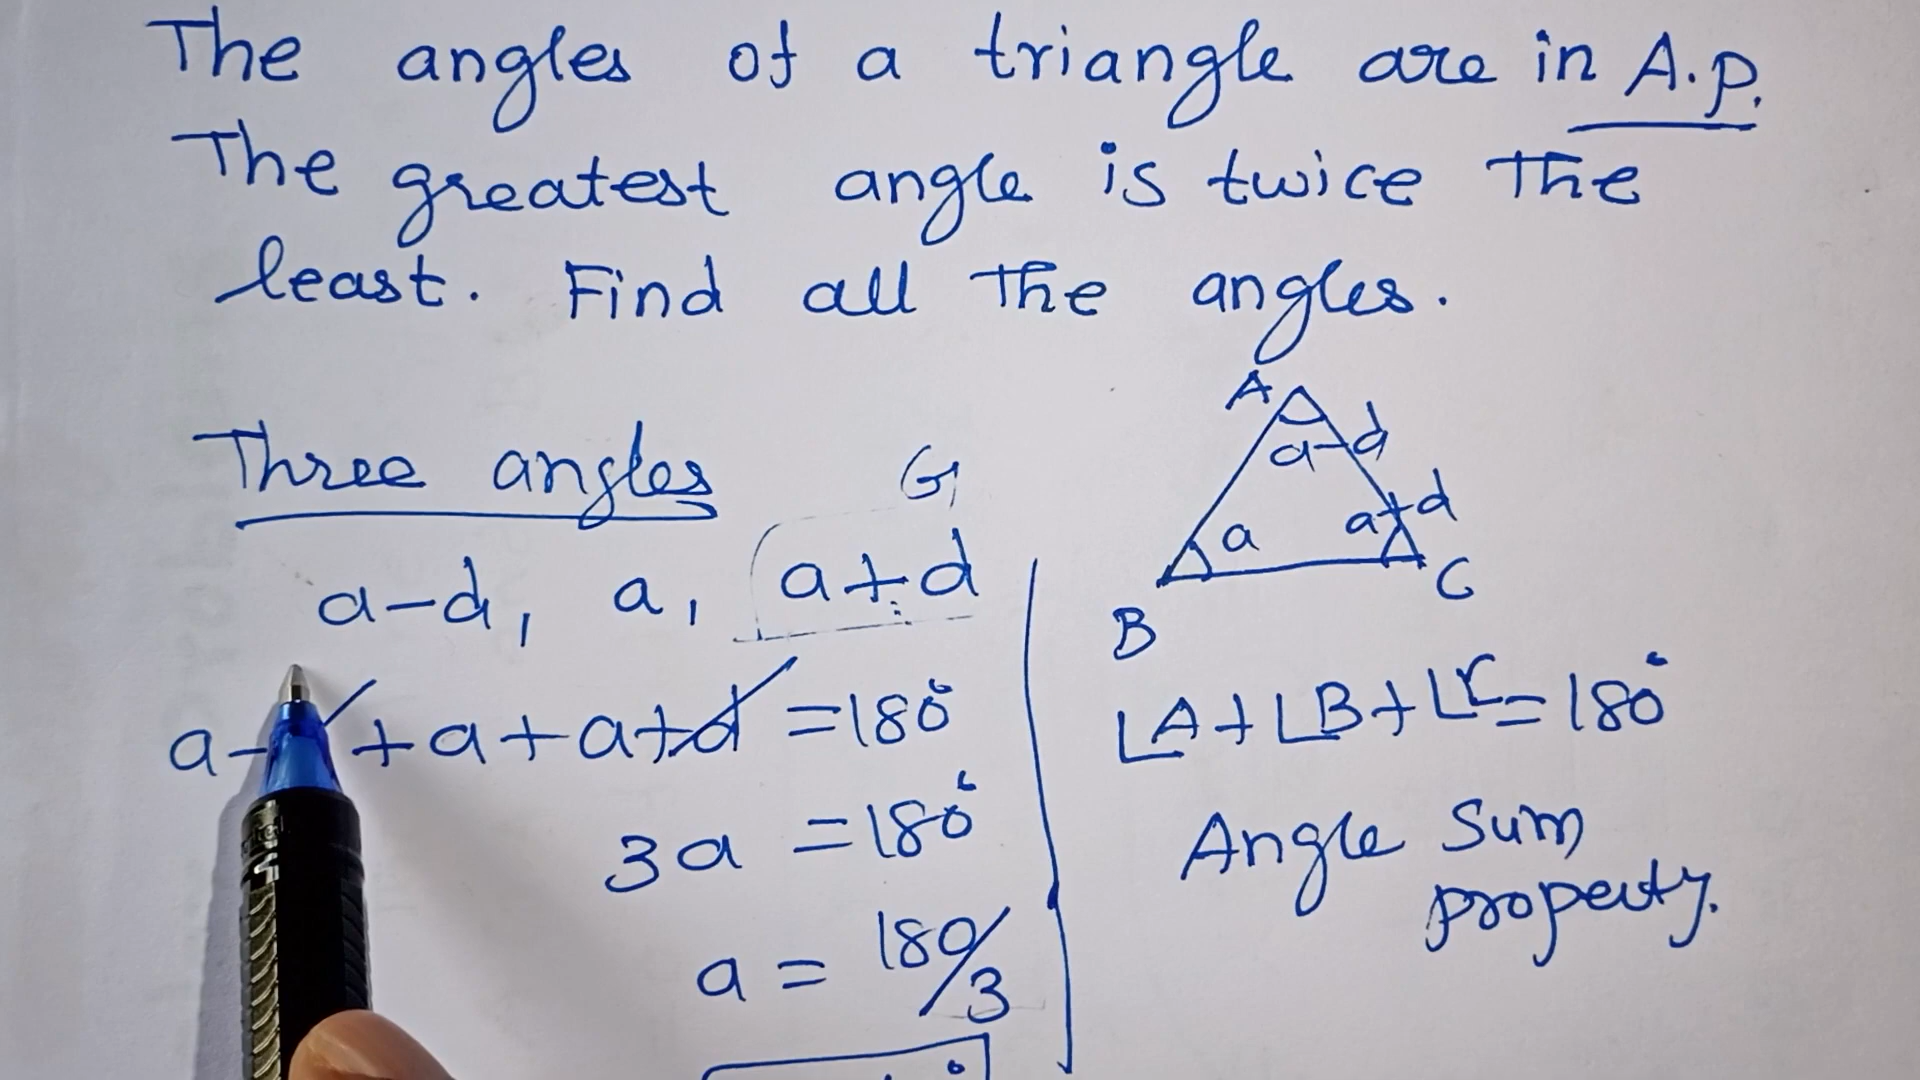 The angles of a triangle are in A.P.
The greatest angle is twice the
least. Find all the angles.
Three angles
G
a-d, a, a+d
a- + a + a+d = 180°
3a = 180°
a = 180/3
A
a-d
a
a+d
B
C
∠A+∠B+∠C=180°
Angle Sum
property.